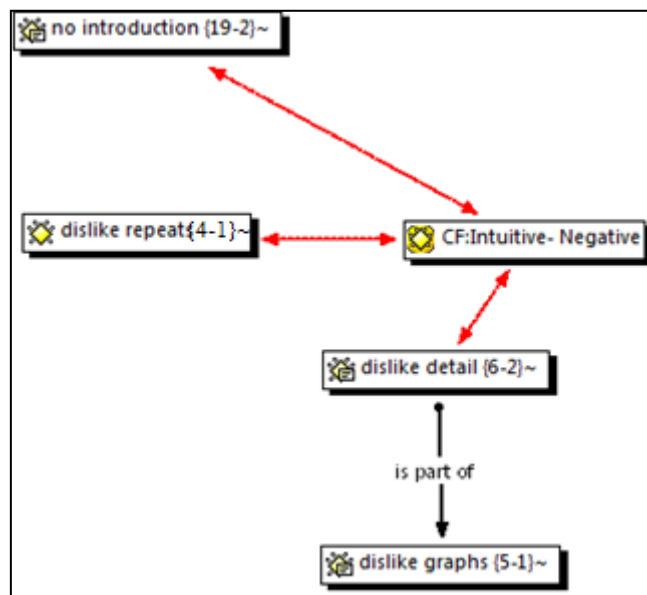 no introduction {19-2}~
dislike repeats{4-1}~
CF:Intuitive- Negative
dislike detail {6-2}~
is part of
dislike graphs {5-1}~